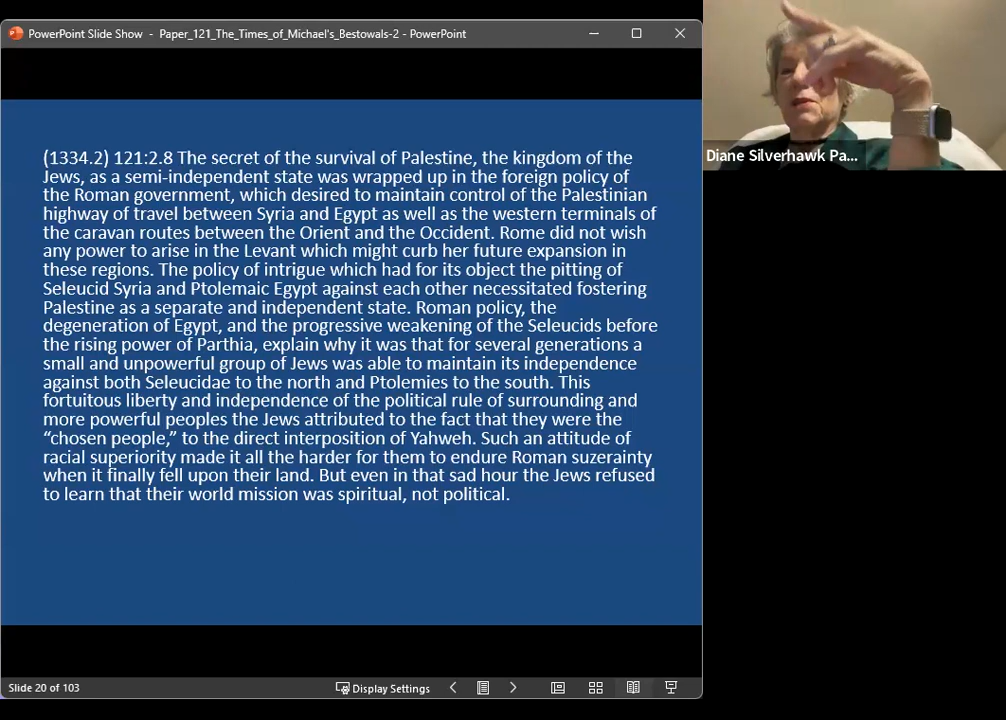 PowerPoint Slide Show - Paper_121_The_Times_of_Michael's_Bestowals-2 - PowerPoint
Diane Silverhawk Pa...
(1334.2) 121:2.8 The secret of the survival of Palestine, the kingdom of the
Jews, as a semi-independent state was wrapped up in the foreign policy of
the Roman government, which desired to maintain control of the Palestinian
highway of travel between Syria and Egypt as well as the western terminals of
the caravan routes between the Orient and the Occident. Rome did not wish
any power to arise in the Levant which might curb her future expansion in
these regions. The policy of intrigue which had for its object the pitting of
Seleucid Syria and Ptolemaic Egypt against each other necessitated fostering
Palestine as a separate and independent state. Roman policy, the
degeneration of Egypt, and the progressive weakening of the Seleucids before
the rising power of Parthia, explain why it was that for several generations a
small and unpowerful group of Jews was able to maintain its independence
against both Seleucidae to the north and Ptolemies to the south. This
fortuitous liberty and independence of the political rule of surrounding and
more powerful peoples the Jews attributed to the fact that they were the
“chosen people,” to the direct interposition of Yahweh. Such an attitude of
racial superiority made it all the harder for them to endure Roman suzerainty
when it finally fell upon their land. But even in that sad hour the Jews refused
to learn that their world mission was spiritual, not political.
Slide 20 of 103
Display Settings